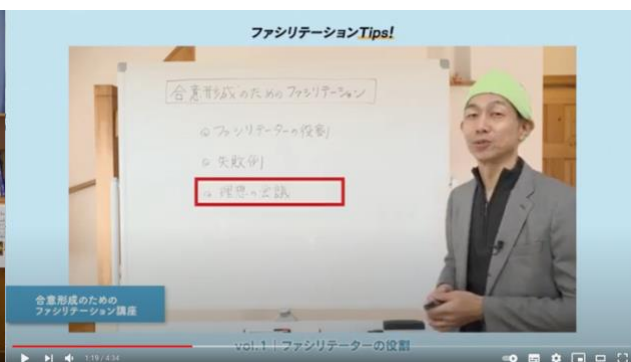 ファシリテーションTips!
合意形成のためのファシリテーション
ファシリテーターの役割
失敗例
理想の会議
合意形成のための
ファシリテーション講座
vol.1|ファシリテーターの役割
1:19 / 4:34